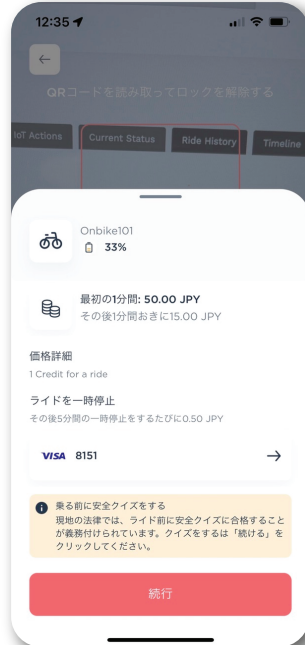 12:35
QRコードを読み取ってロックを解除する
IoT Actions
Current Status
Ride History
Timeline
Onbike101
33%
最初の1分間: 50.00 JPY
その後1分間おきに15.00 JPY
価格詳細
1 Credit for a ride
ライドを一時停止
その後5分間の一時停止をするたびに0.50 JPY
VISA 8151
乗る前に安全クイズをする
現地の法律では、ライド前に安全クイズに合格すること
が義務付けられています。クイズをするは「続ける」を
クリックしてください。
続行